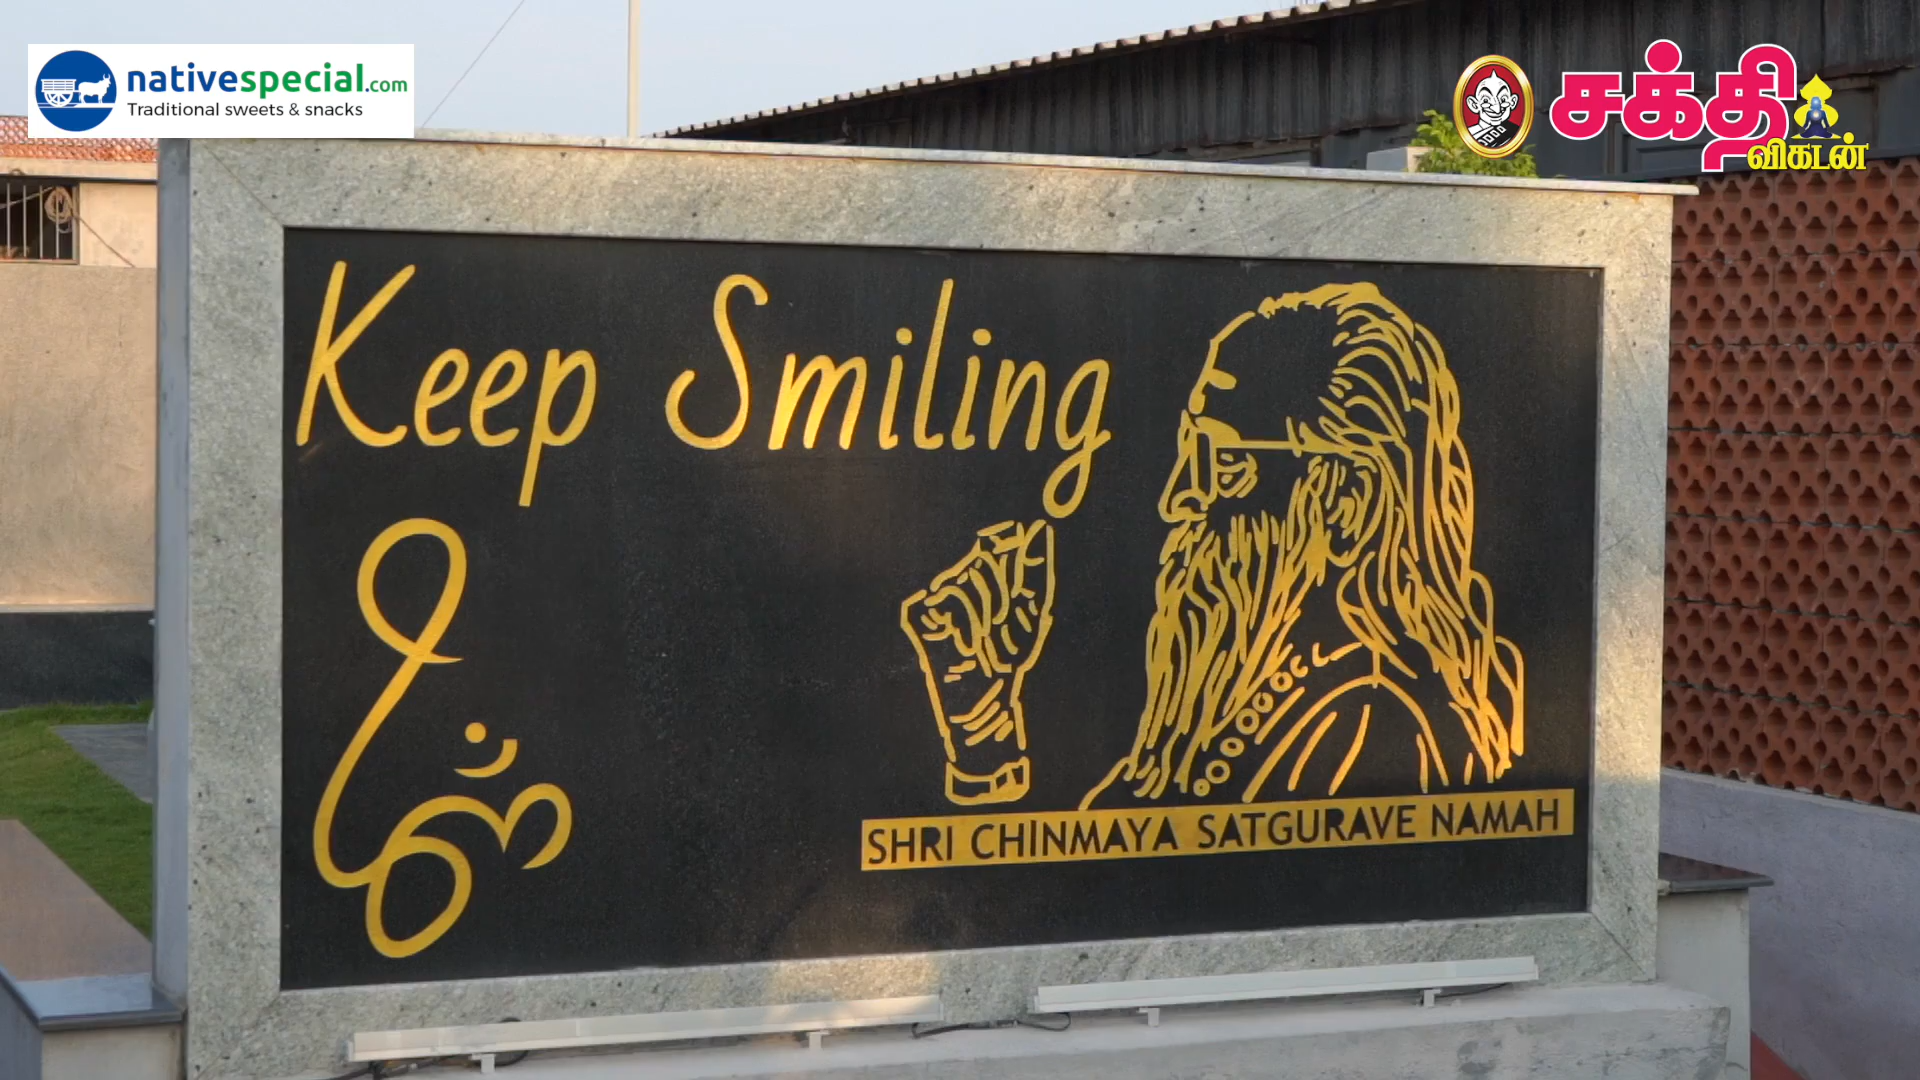 nativespecial.com
Traditional sweets & snacks
சக்தி
விகடன்
Keep Smiling
SHRI CHINMAYA SATGURAVE NAMAH